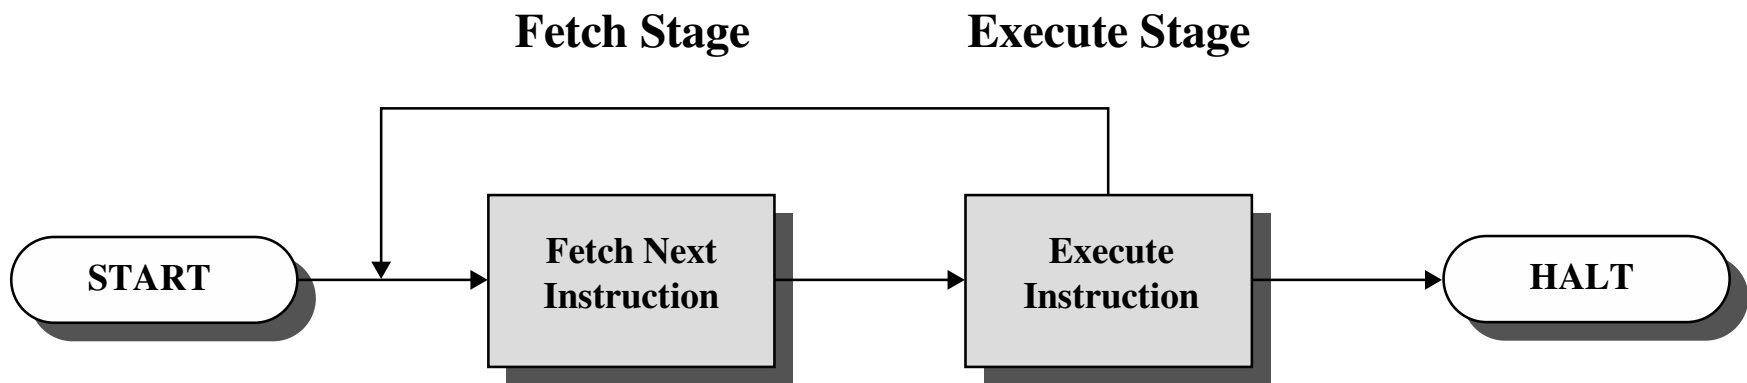 Fetch Stage
Execute Stage
START
Fetch Next
Instruction
Execute
Instruction
HALT